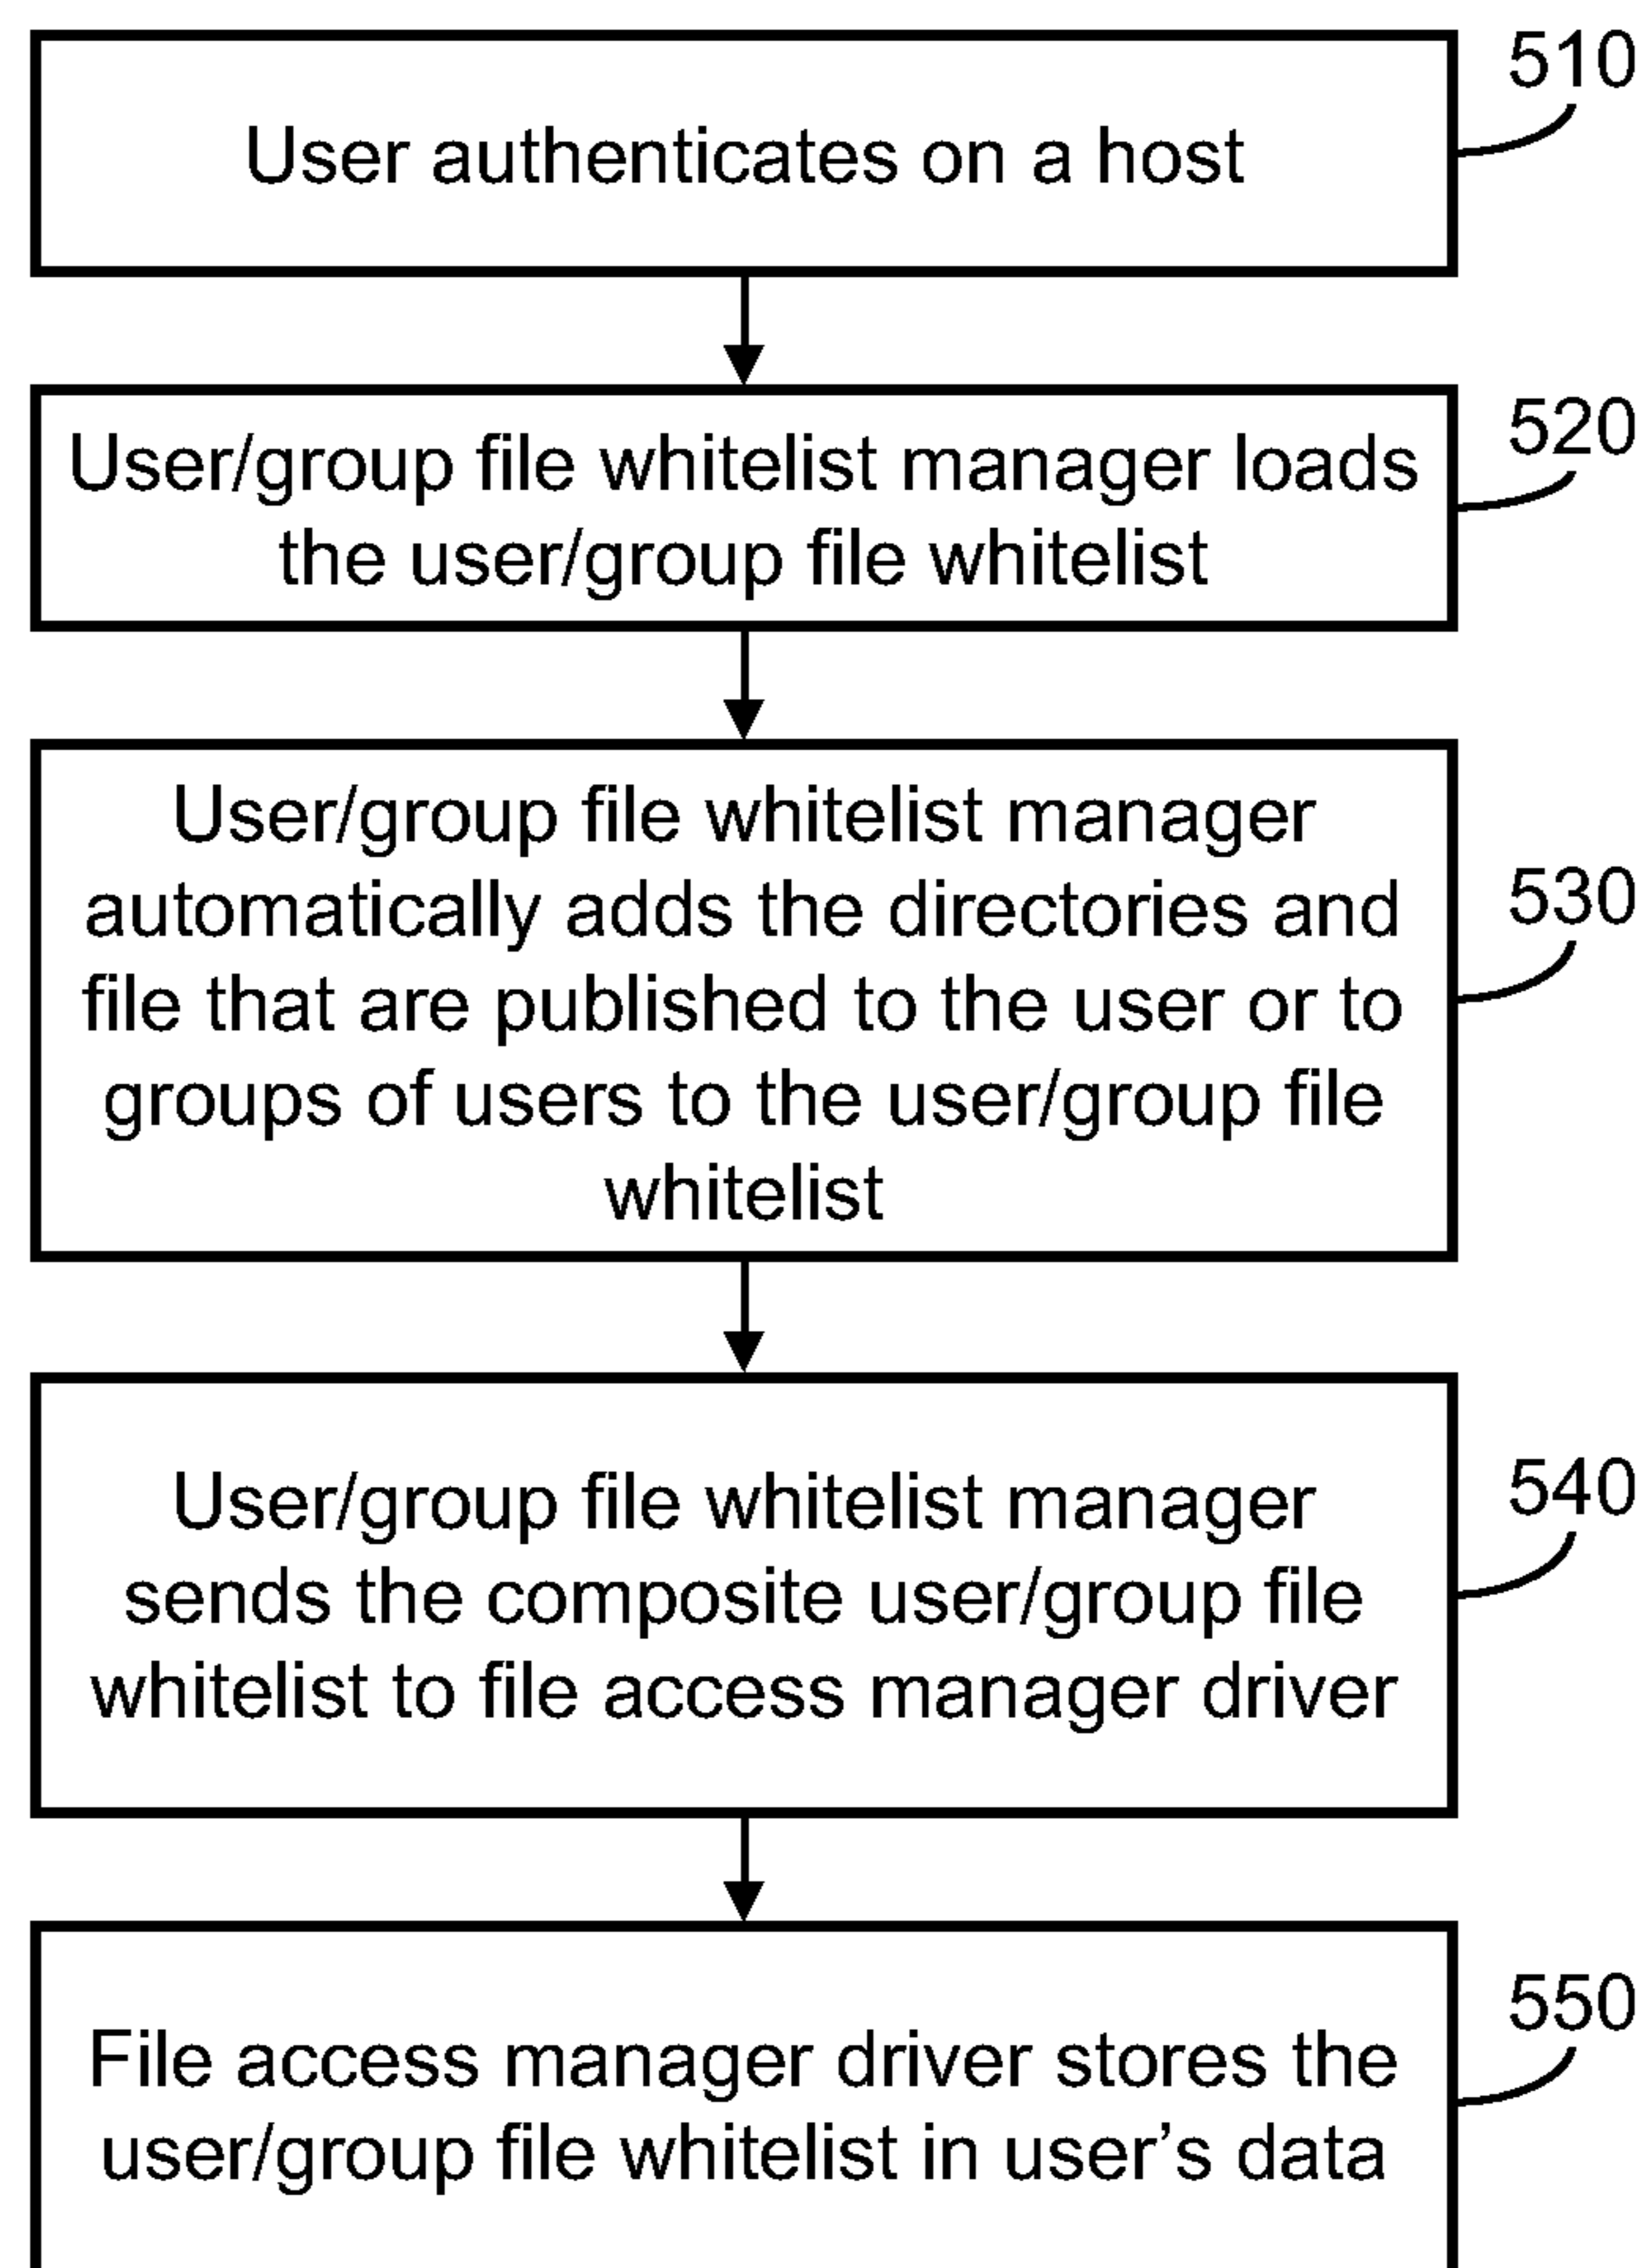 510
User authenticates on a host
520
User/group file whitelist manager loads
the user/group file whitelist
User/group file whitelist manager
automatically adds the directories and
530
file that are published to the user or to
groups of users to the user/group file
whitelist
540
User/group file whitelist manager
sends the composite user/group file
whitelist to file access manager driver
550
File access manager driver stores the
user/group file whitelist in user's data